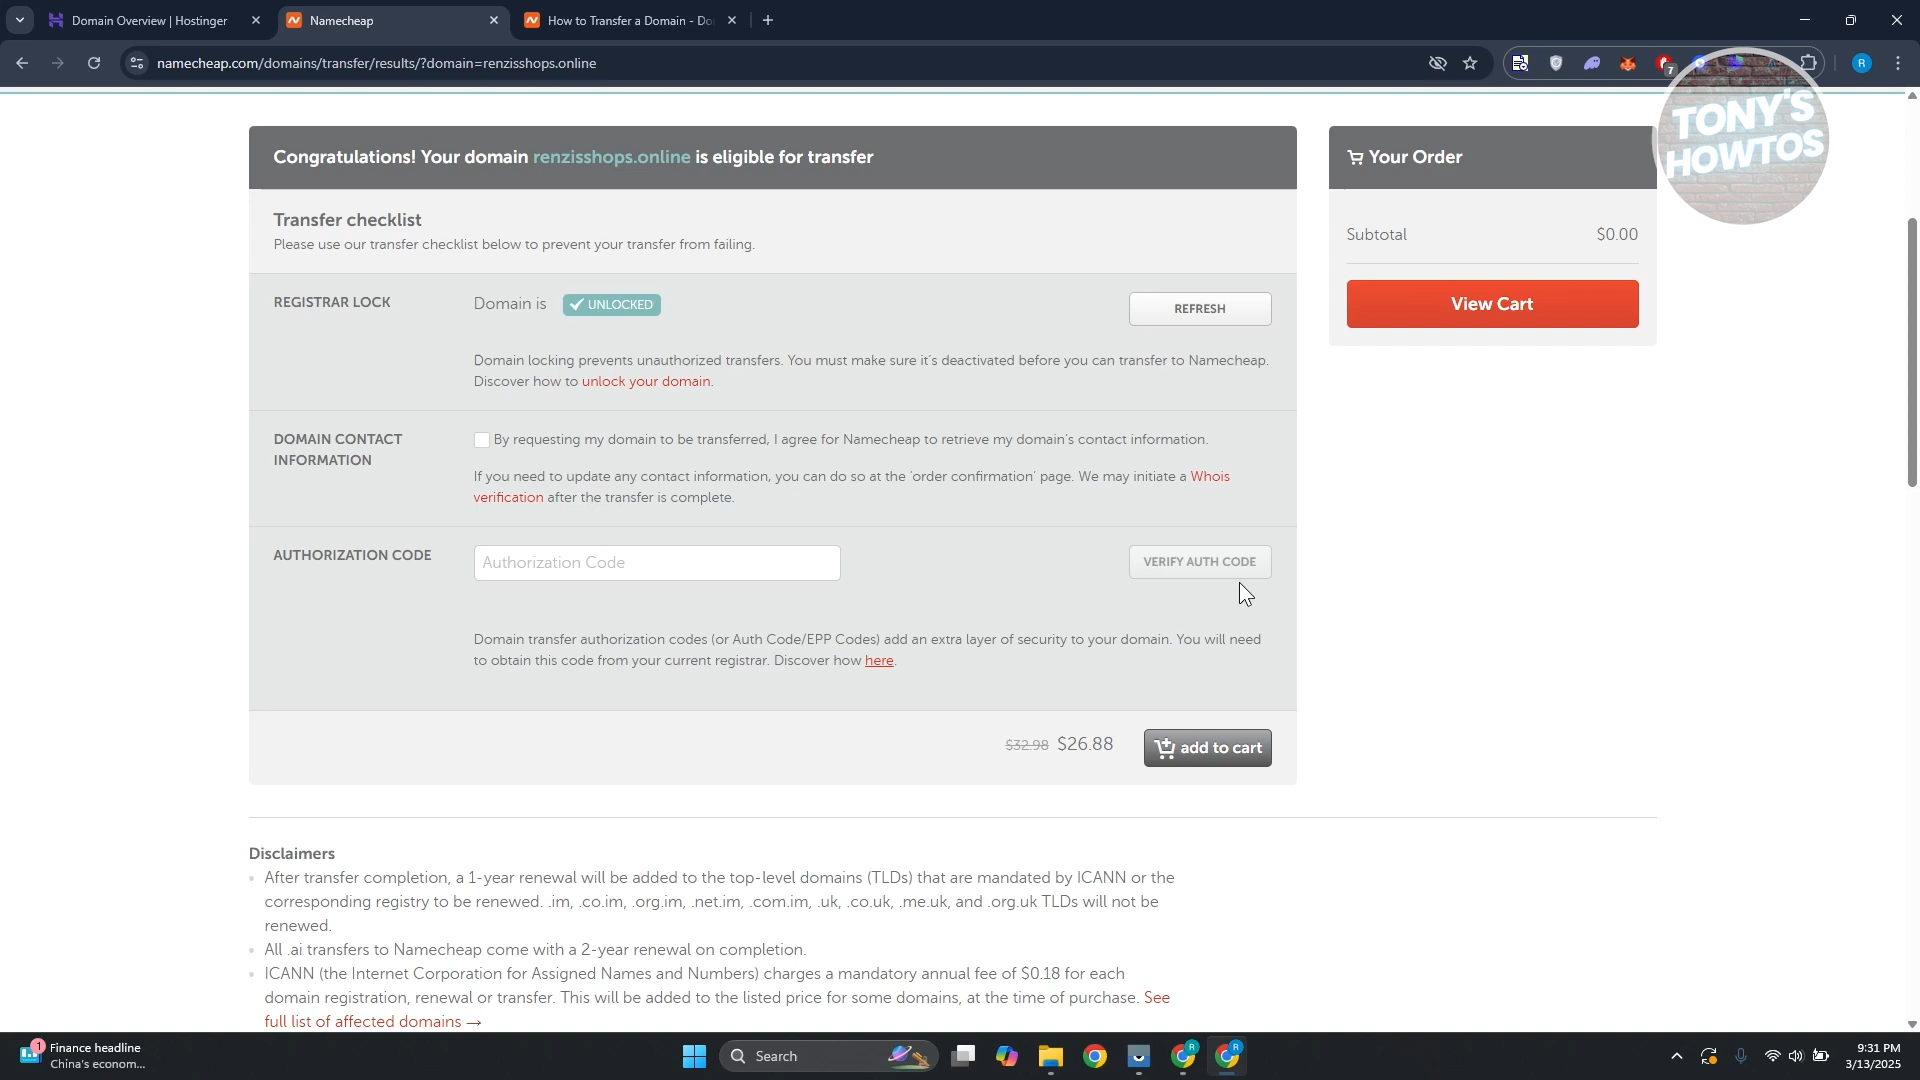 Domain Overview | Hostinger
Namecheap
How to Transfer a Domain - Do
namecheap.com/domains/transfer/results/?domain=renzisshops.online
7
R
TONY'S
HOWTOS
Congratulations! Your domain renzisshops.online is eligible for transfer
Your Order
Transfer checklist
Please use our transfer checklist below to prevent your transfer from failing.
Subtotal $0.00
View Cart
REGISTRAR LOCK
Domain is UNLOCKED
REFRESH
Domain locking prevents unauthorized transfers. You must make sure it's deactivated before you can transfer to Namecheap.
Discover how to unlock your domain.
DOMAIN CONTACT
INFORMATION
By requesting my domain to be transferred, I agree for Namecheap to retrieve my domain's contact information.
If you need to update any contact information, you can do so at the 'order confirmation' page. We may initiate a Whois
verification after the transfer is complete.
AUTHORIZATION CODE
Authorization Code
VERIFY AUTH CODE
Domain transfer authorization codes (or Auth Code/EPP Codes) add an extra layer of security to your domain. You will need
to obtain this code from your current registrar. Discover how here.
$32.98 $26.88
add to cart
Disclaimers
After transfer completion, a 1-year renewal will be added to the top-level domains (TLDs) that are mandated by ICANN or the
corresponding registry to be renewed. .im, .co.im, .org.im, .net.im, .com.im, .uk, .co.uk, .me.uk, and .org.uk TLDs will not be
renewed.
All .ai transfers to Namecheap come with a 2-year renewal on completion.
ICANN (the Internet Corporation for Assigned Names and Numbers) charges a mandatory annual fee of $0.18 for each
domain registration, renewal or transfer. This will be added to the listed price for some domains, at the time of purchase. See
full list of affected domains →
1
Finance headline
China's econom...
Search
R
R
9:31 PM
3/13/2025